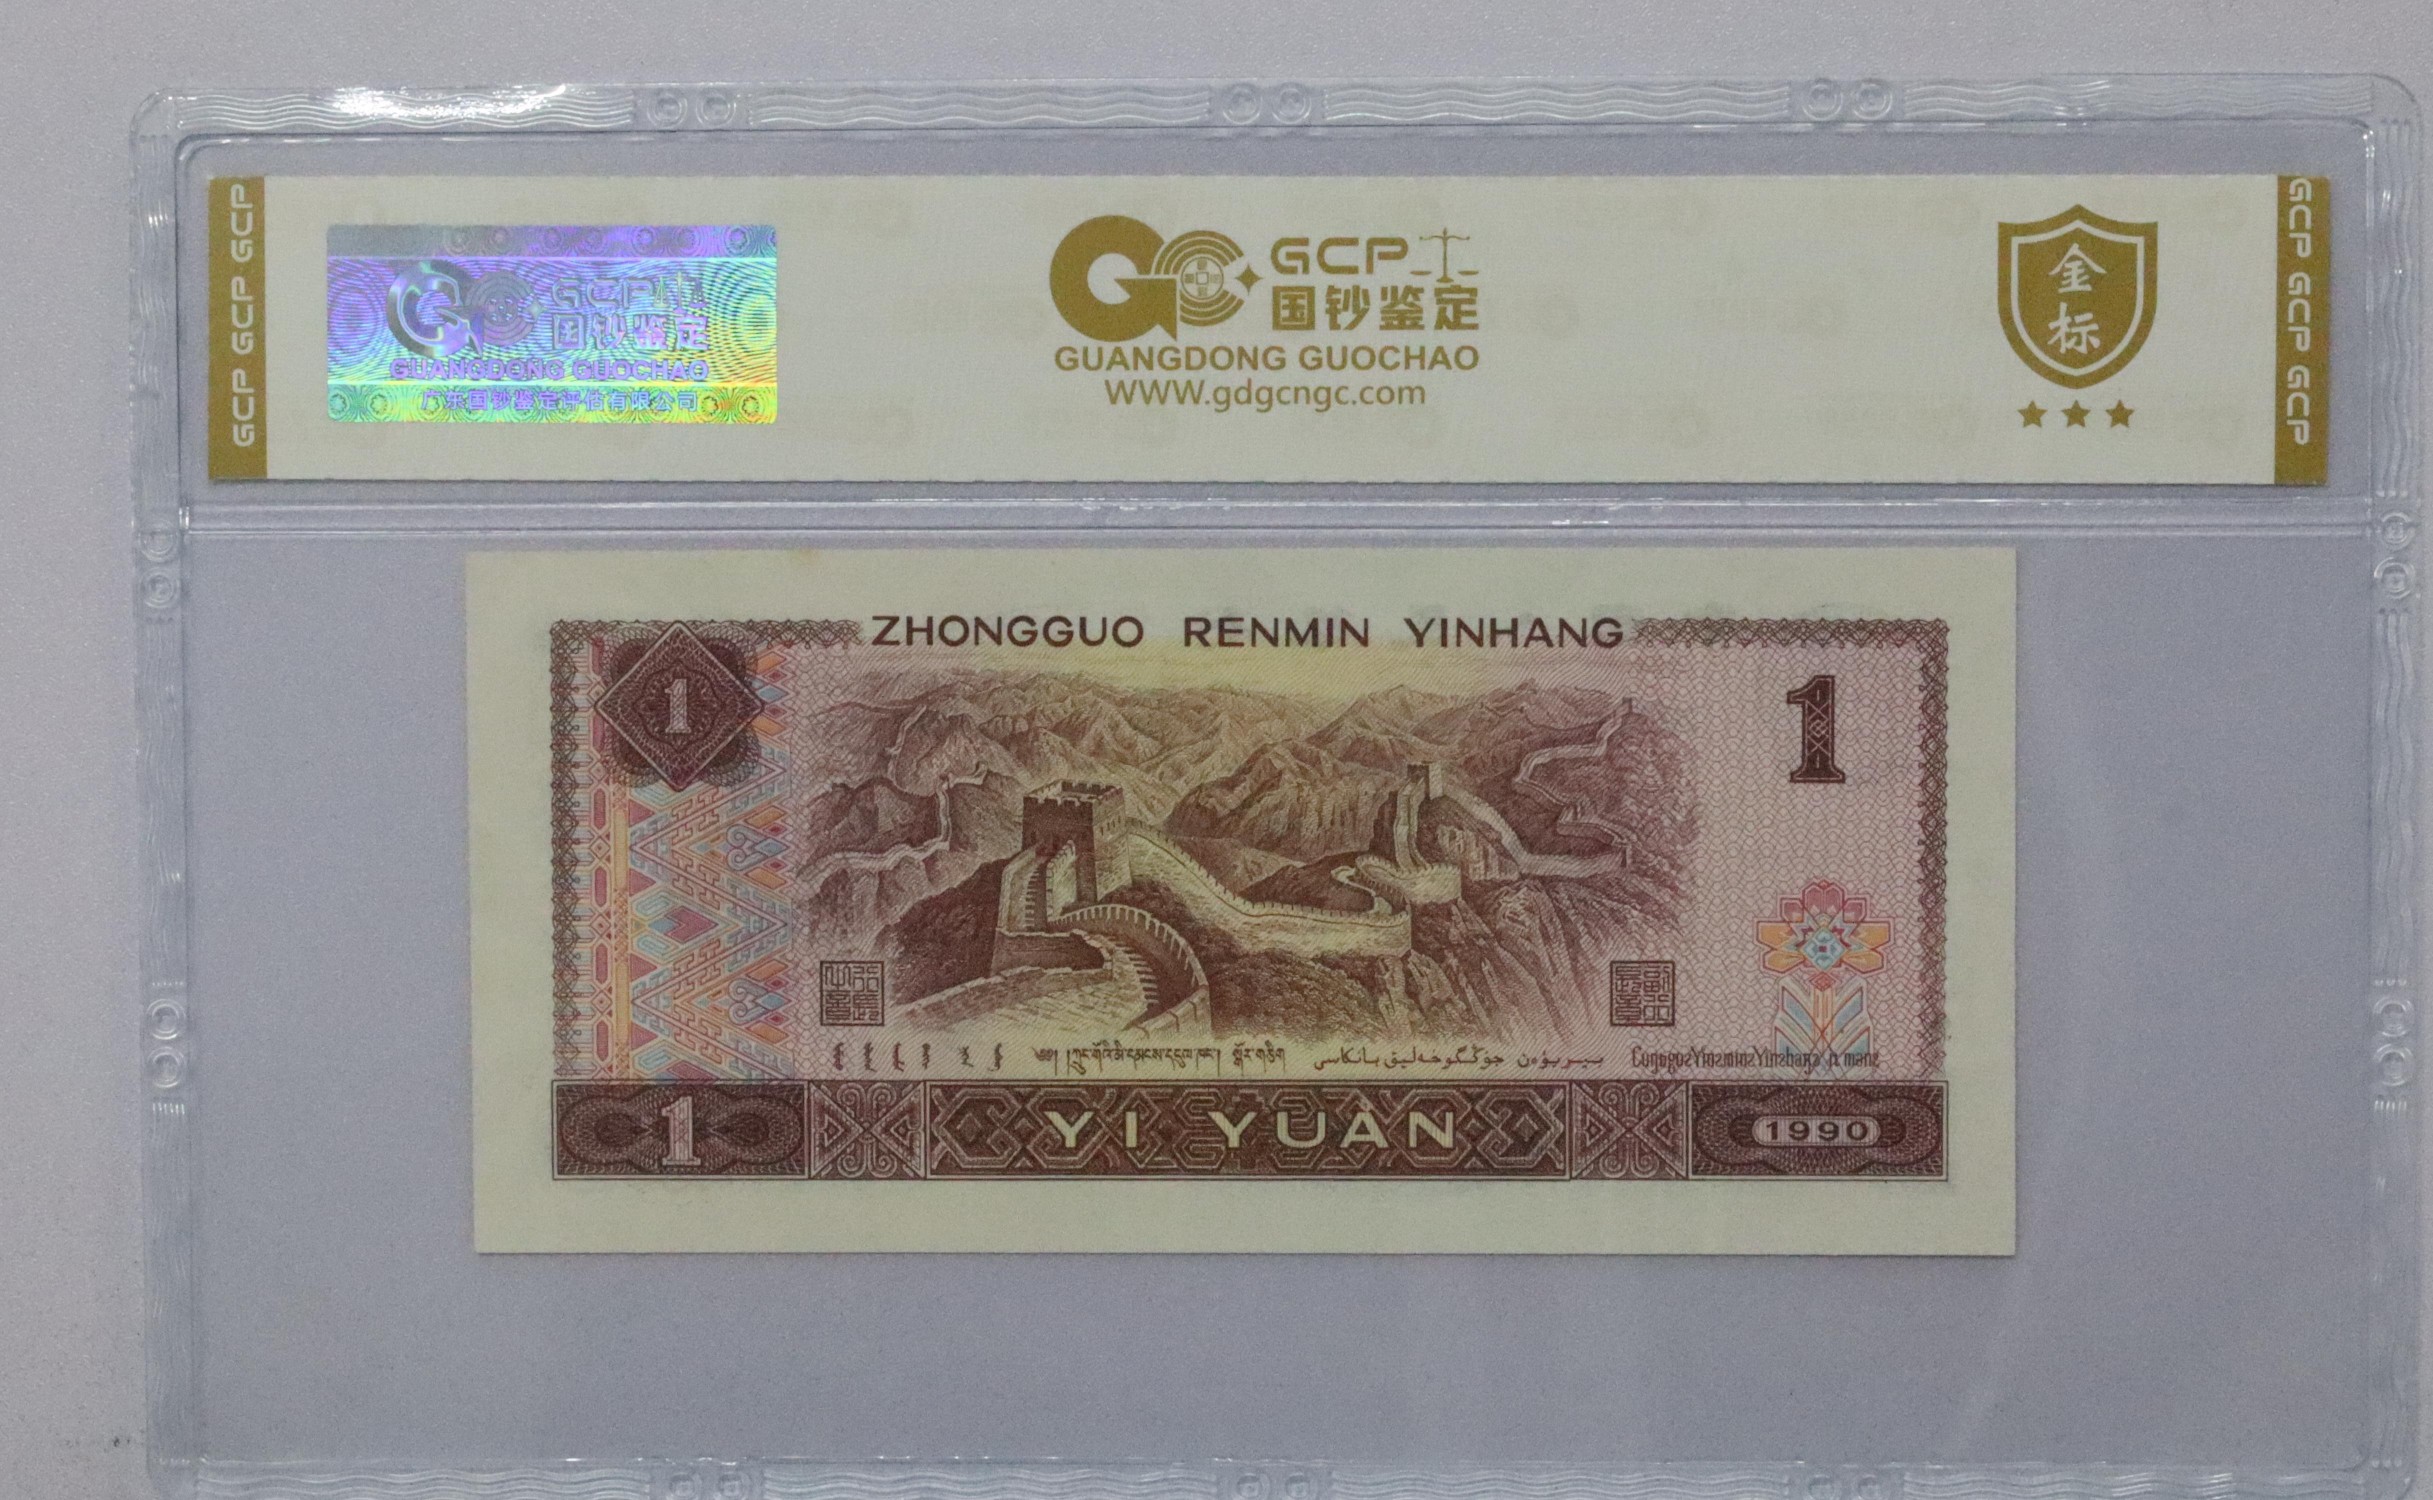 GCP GCP GCP
GCP
国钞鉴定
GUANGDONG GUOCHAO
广东国钞鉴定评估有限公司
GCP
国钞鉴定
GUANGDONG GUOCHAO
WWW.gdgcngc.com
金
标
GCP GCP GCP
ZHONGGUO RENMIN YINHANG
1
1
1
YI YUAN
1990